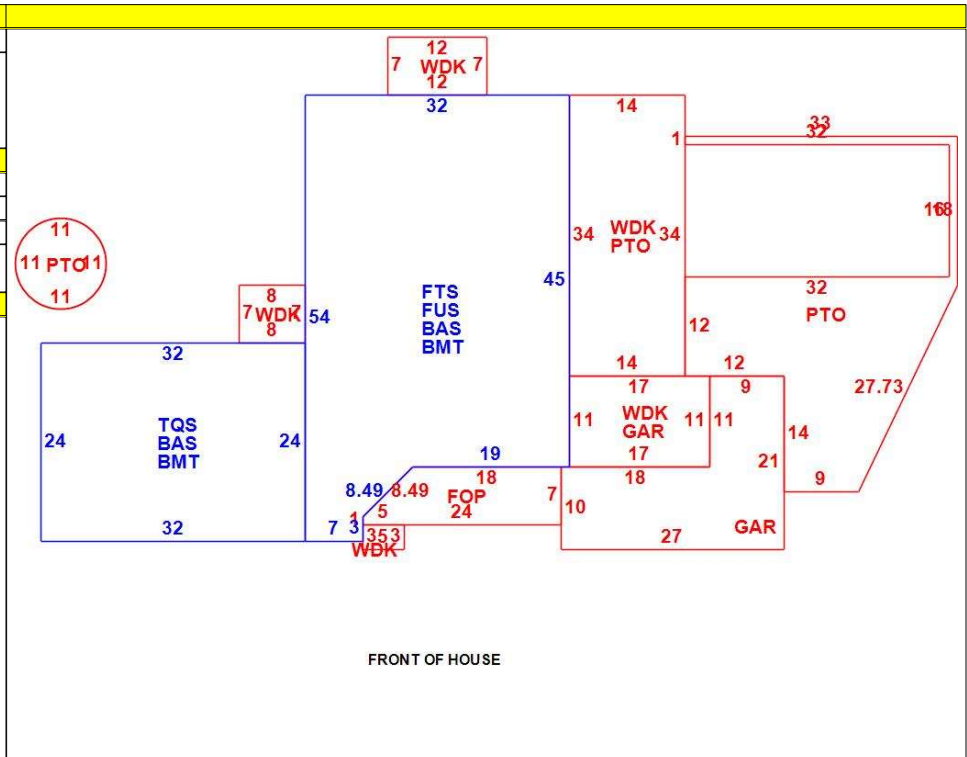 12
7 WDK 7
12
32
14
33
32
1
11
11 PTO 11
11
34 WDK 34
PTO
16
18
45
8
7 WDK 7
8
54
FTS
FUS
BAS
BMT
32
PTO
12
32
14
12
17
9
27.73
24
TQS
BAS
BMT
24
11 WDK 11
GAR
11
17
14
19
18
18
21
8.49 8.49
FOP
7
10
9
1 5
24
7 3
32
3 5 3
WDK
GAR
27
FRONT OF HOUSE